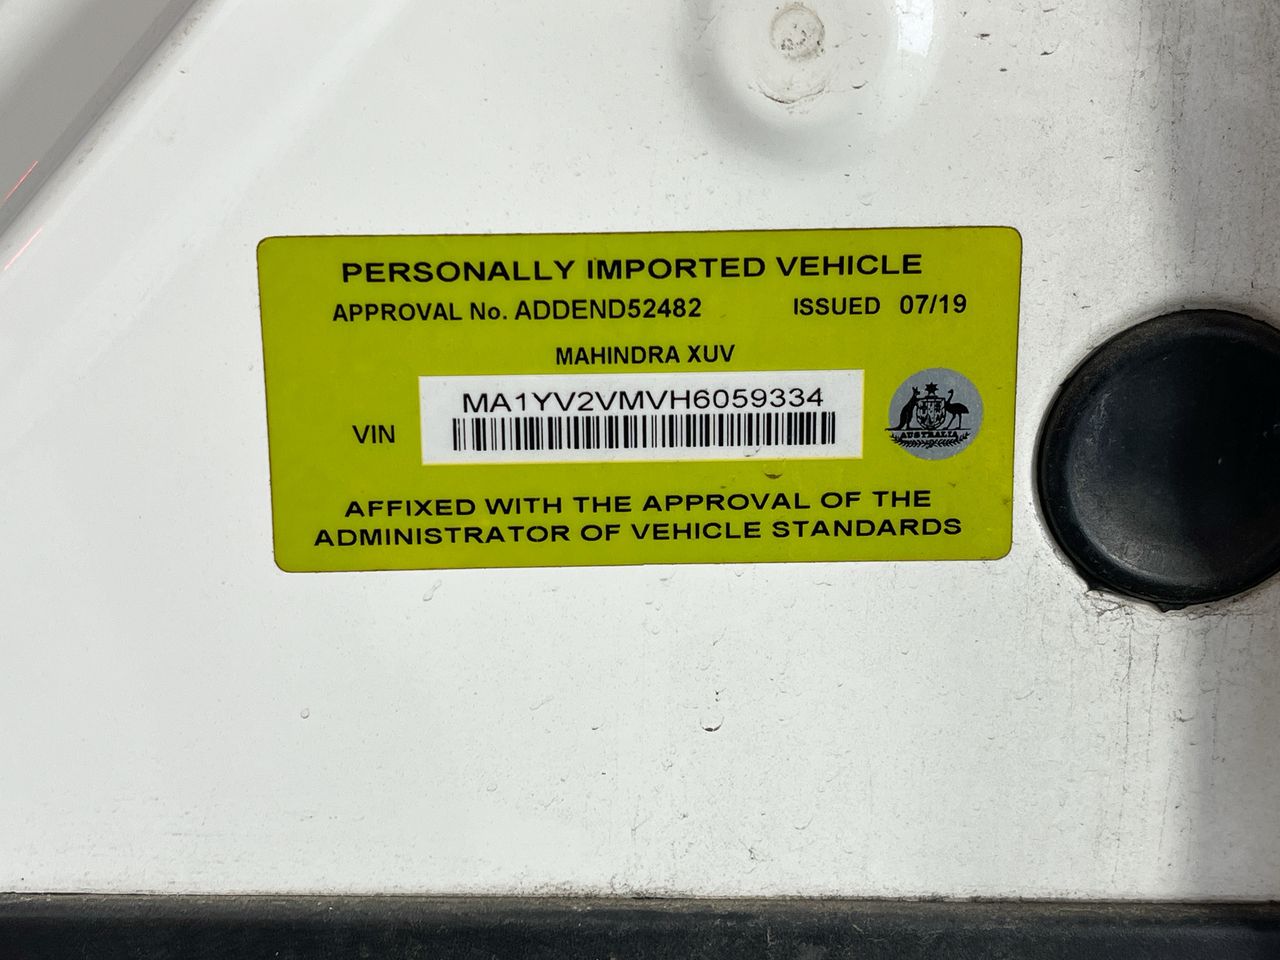 PERSONALLY IMPORTED VEHICLE
APPROVAL No. ADDEND52482 ISSUED 07/19
MAHINDRA XUV
VIN MA1YV2VMVH6059334
AUSTRALIA
AFFIXED WITH THE APPROVAL OF THE
ADMINISTRATOR OF VEHICLE STANDARDS